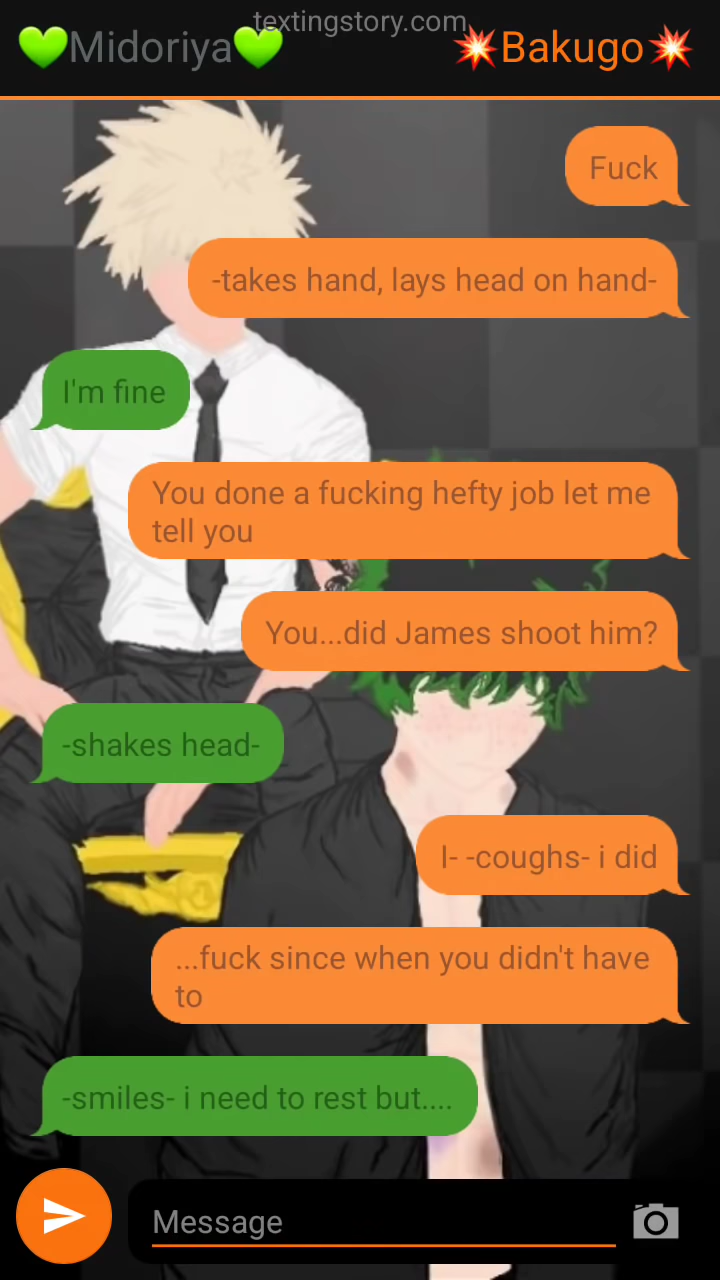 textingstory.com
💚Midoriya💚
💥Bakugo💥
Fuck
-takes hand, lays head on hand-
I'm fine
You done a fucking hefty job let me
tell you
You...did James shoot him?
-shakes head-
I- -coughs- i did
...fuck since when you didn't have
to
-smiles- i need to rest but....
Message